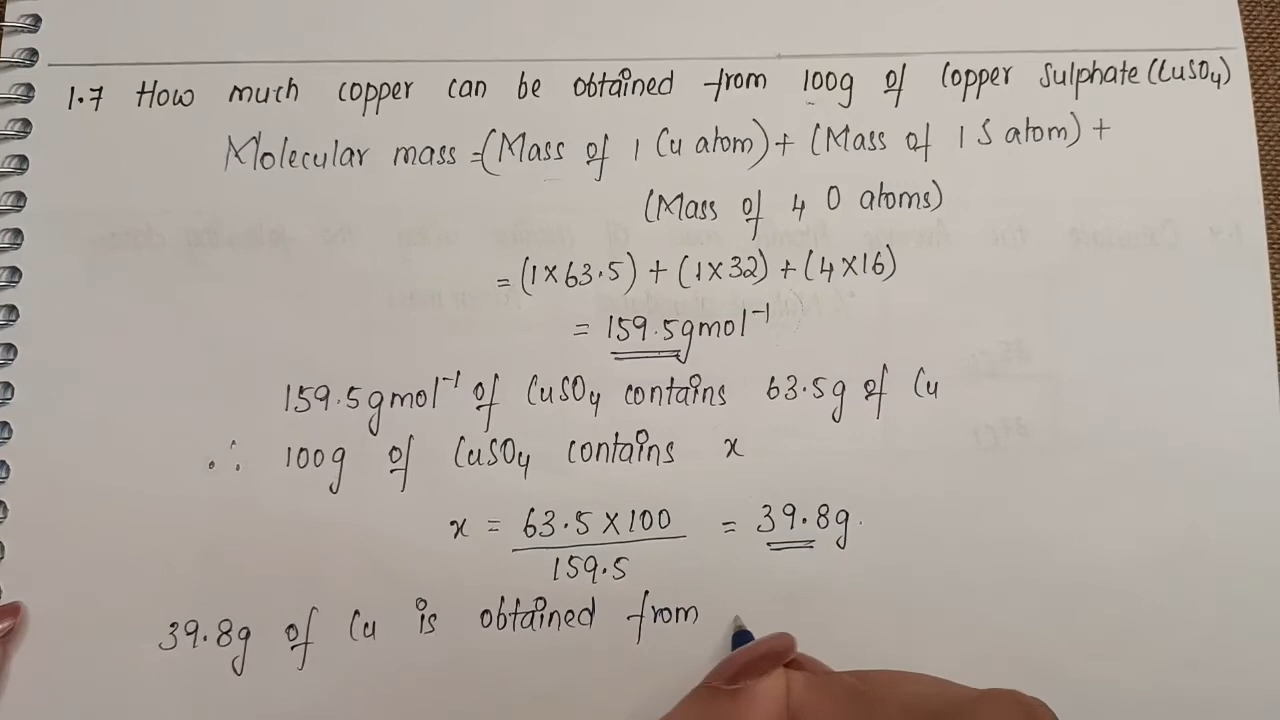 1.7 How much copper can be obtained from 100g of Copper Sulphate (CuSO₄)
Molecular mass = (Mass of 1 Cu atom) + (Mass of 1 S atom) +
(Mass of 4 O atoms)
= (1×63.5) + (1×32) + (4×16)
= 159.5gmol⁻¹
159.5gmol⁻¹ of CuSO₄ contains 63.5g of Cu
∴ 100g of CuSO₄ contains x
x = 63.5×100 / 159.5 = 39.8g.
39.8g of Cu is obtained from